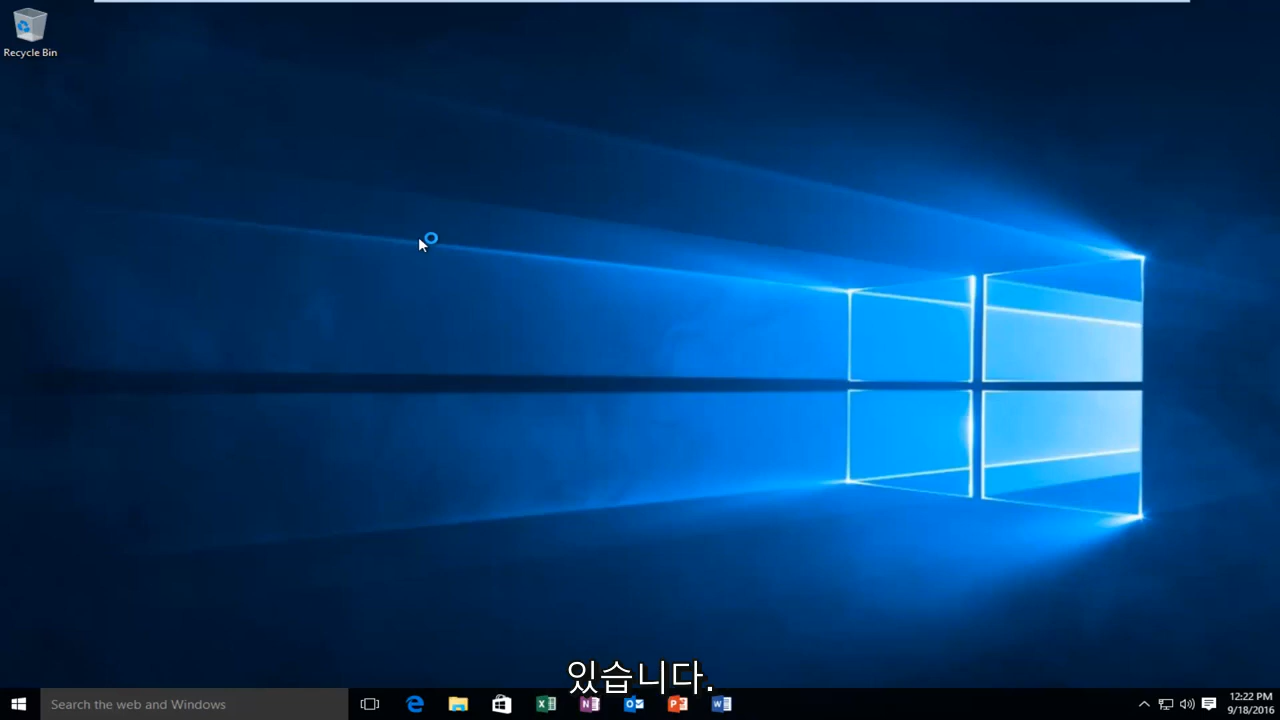 Recycle Bin
있습니다.
Search the web and Windows
12:22 PM
9/18/2016